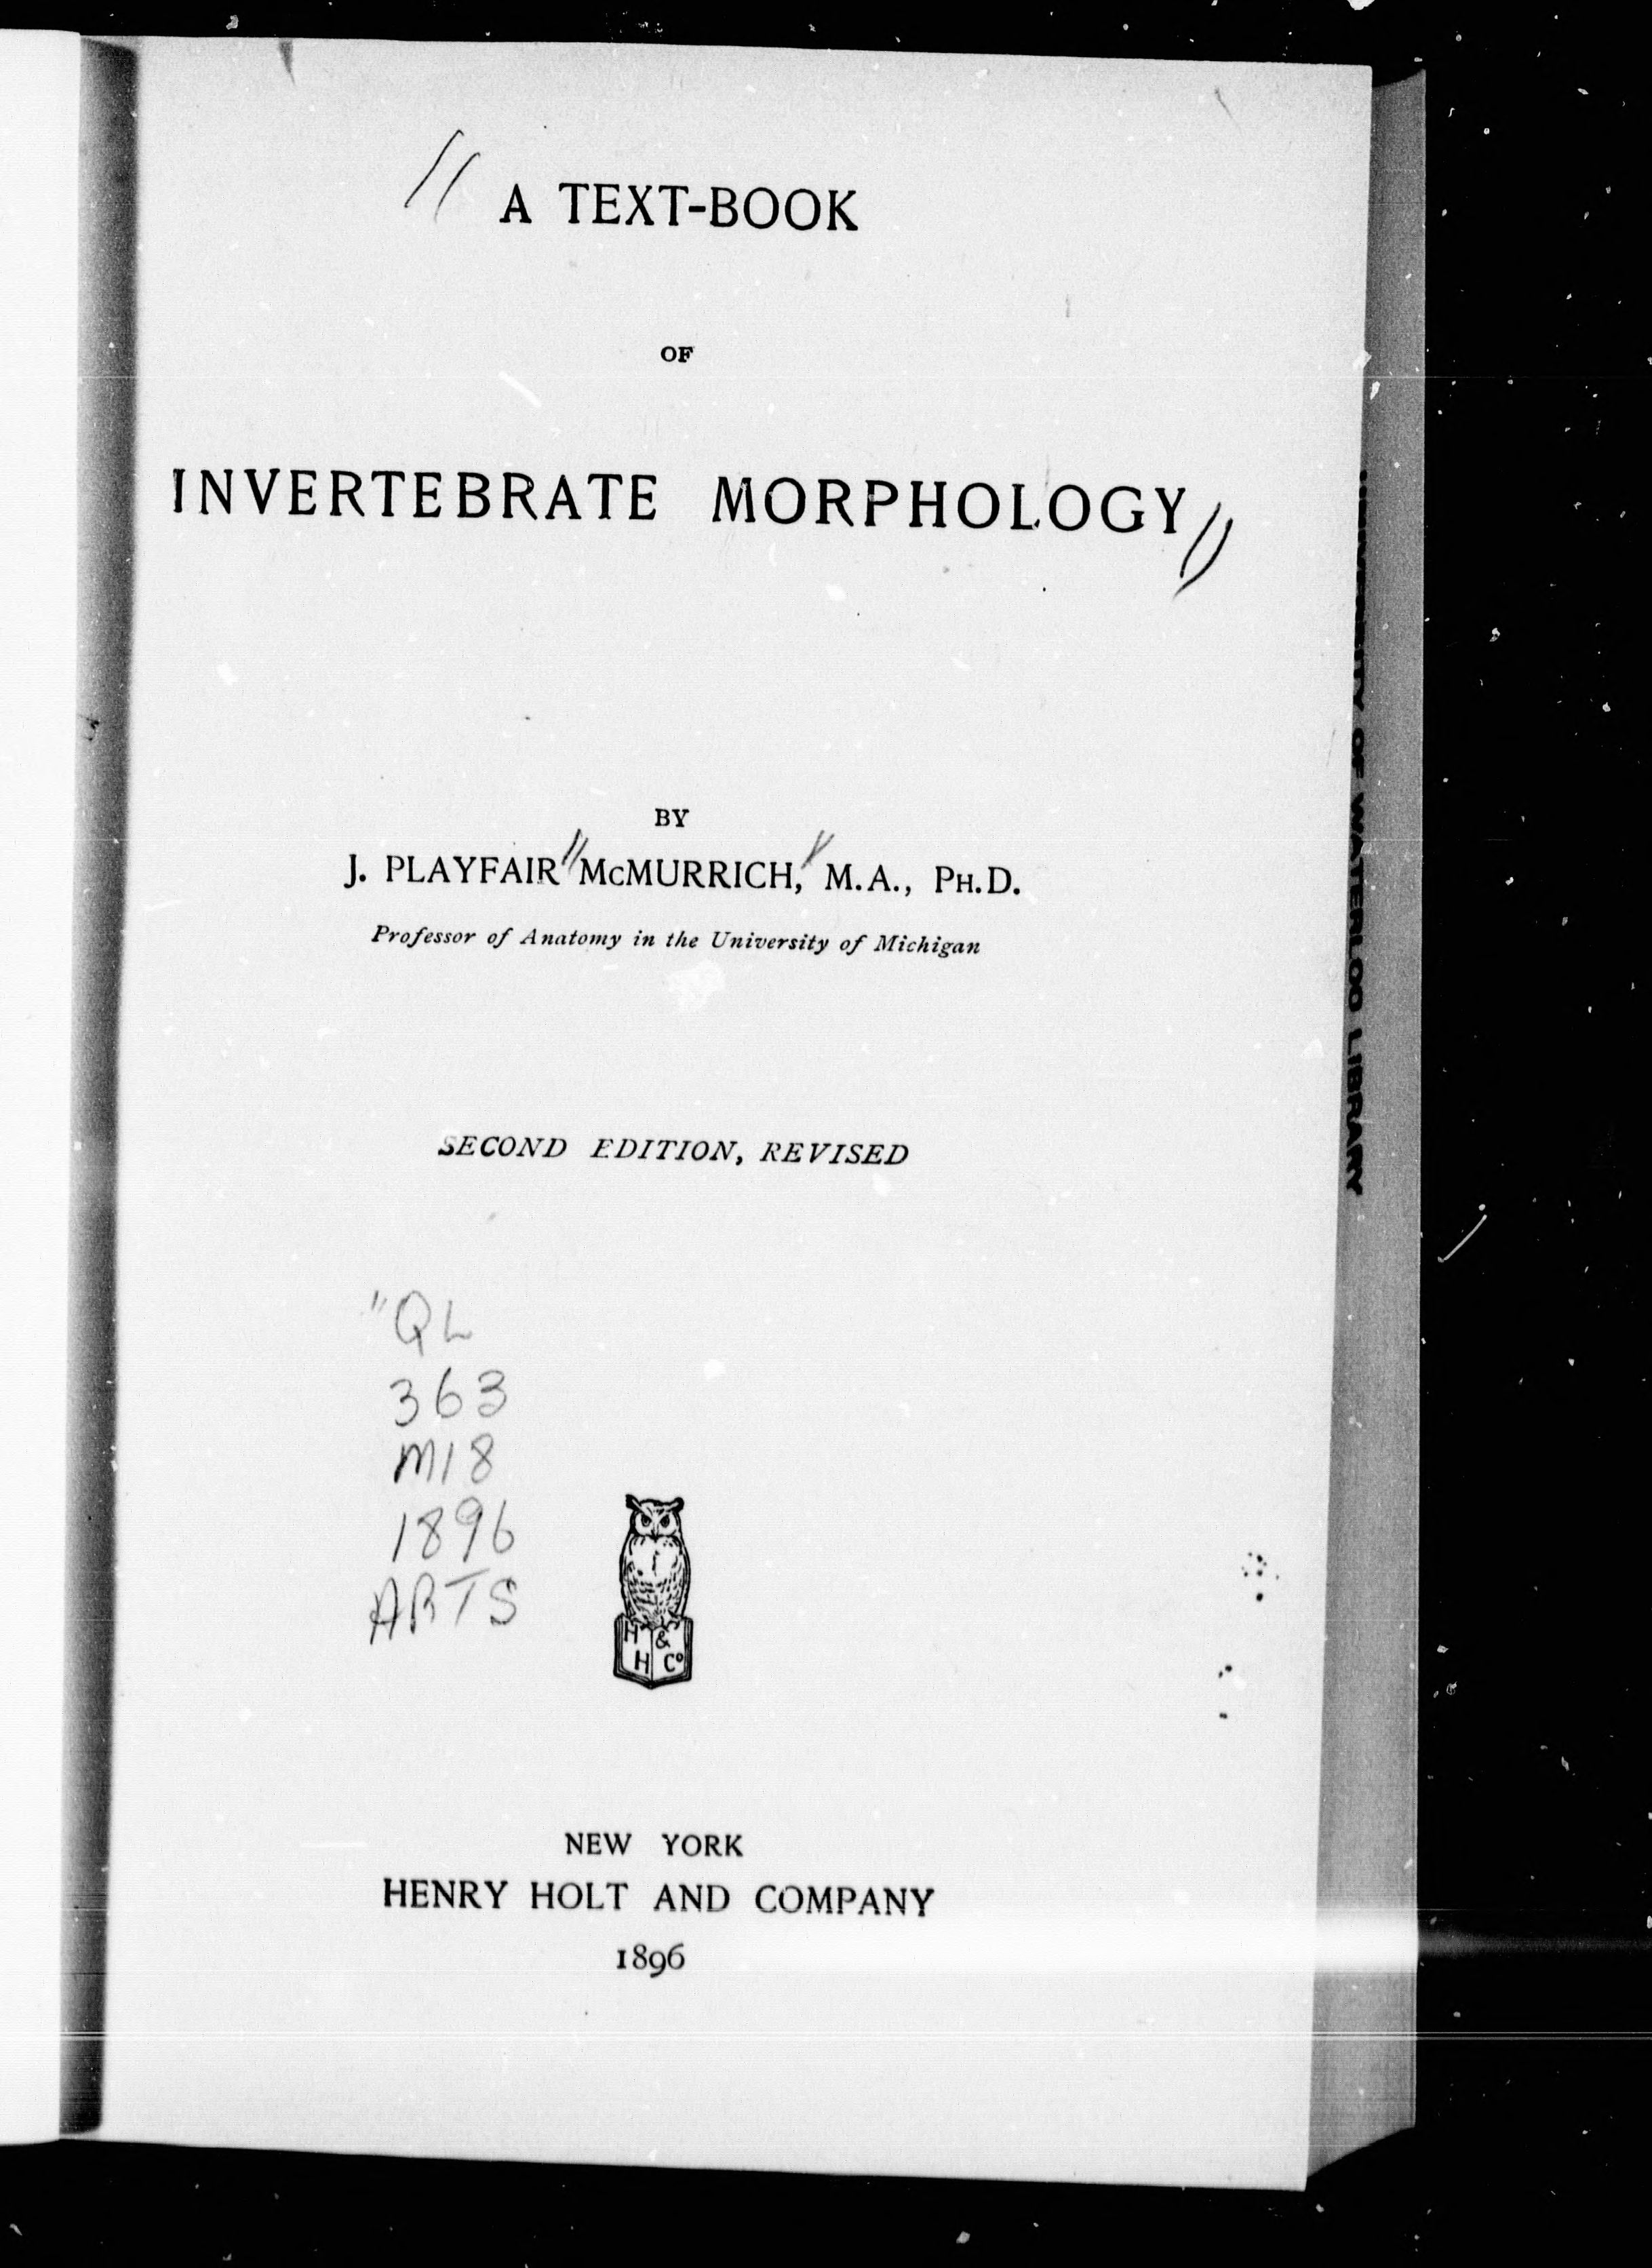 A TEXT-BOOK
OF
INVERTEBRATE MORPHOLOGY
BY
J. PLAYFAIR McMURRICH, M.A., PH.D.
Professor of Anatomy in the University of Michigan
SECOND EDITION, REVISED
"QL
363
M18
1896
ARTS
H &
H Co
NEW YORK
HENRY HOLT AND COMPANY
1896
UNIVERSITY OF WATERLOO LIBRARY